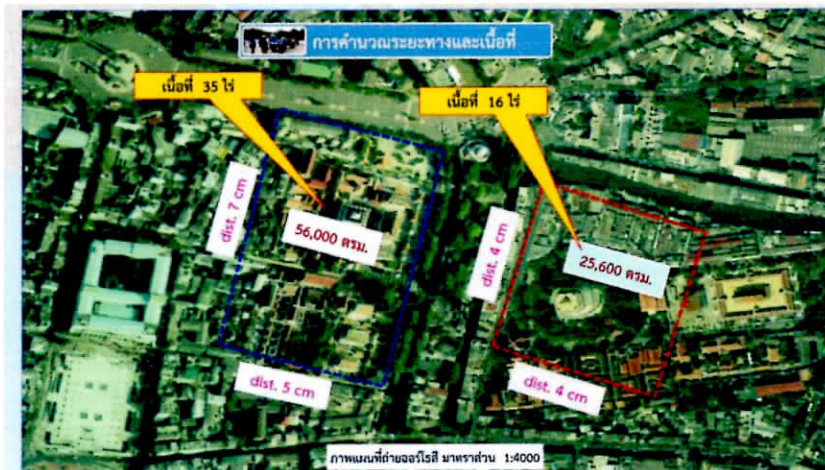 การคำนวณระยะทางและเนื้อที่
เนื้อที่ 35 ไร่
เนื้อที่ 16 ไร่
dist. 7 cm
56,000 ตรม.
dist. 4 cm
25,600 ตรม.
dist. 5 cm
dist. 4 cm
ภาพแผนที่ถ่ายออร์โธสี มาตราส่วน 1:4000